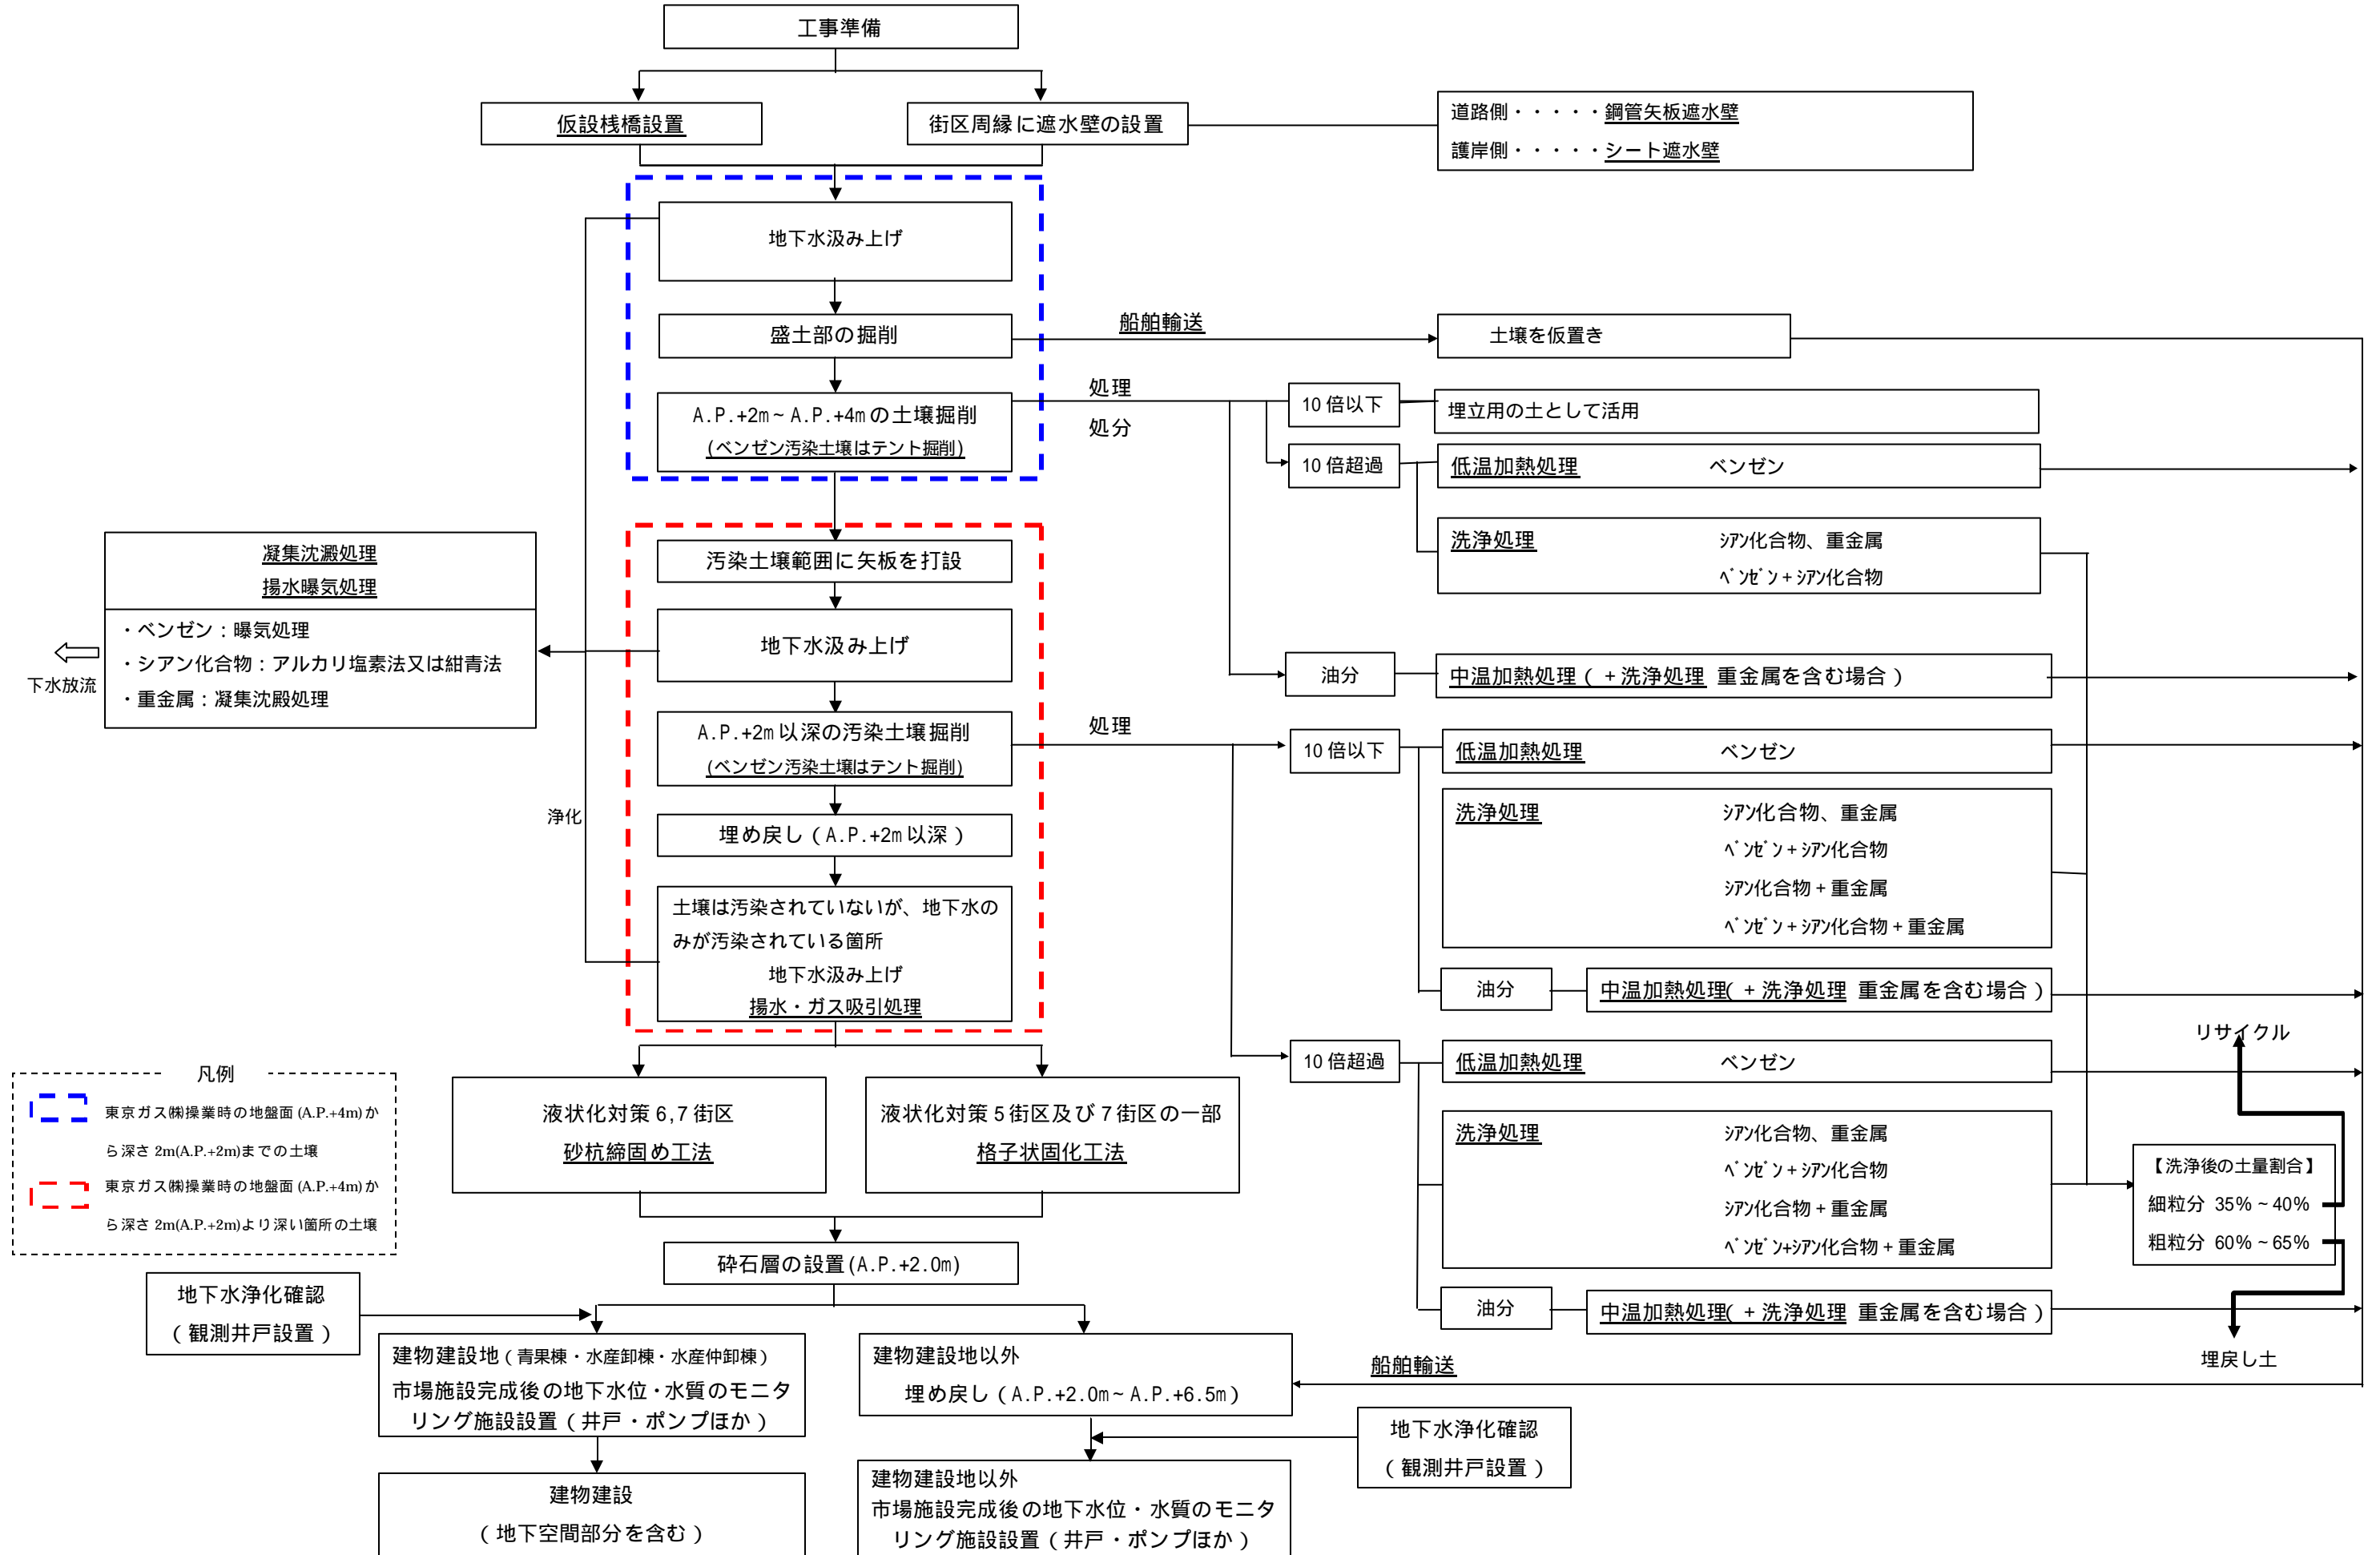 工事準備
仮設桟橋設置
街区周縁に遮水壁の設置
道路側・・・・・鋼管矢板遮水壁
護岸側・・・・・シート遮水壁
地下水汲み上げ
盛土部の掘削
船舶輸送
土壌を仮置き
A.P.+2m~A.P.+4mの土壌掘削
(ベンゼン汚染土壌はテント掘削)
処理
処分
10倍以下
埋立用の土として活用
10倍超過
低温加熱処理 ベンゼン
洗浄処理 ｼｱﾝ化合物、重金属
ﾍﾞﾝｾﾞﾝ+ｼｱﾝ化合物
油分
中温加熱処理(+洗浄処理 重金属を含む場合)
汚染土壌範囲に矢板を打設
地下水汲み上げ
凝集沈澱処理
揚水曝気処理
・ベンゼン：曝気処理
・シアン化合物：アルカリ塩素法又は紺青法
・重金属：凝集沈殿処理
下水放流
A.P.+2m以深の汚染土壌掘削
(ベンゼン汚染土壌はテント掘削)
処理
浄化
埋め戻し(A.P.+2m以深)
土壌は汚染されていないが、地下水の
みが汚染されている箇所
地下水汲み上げ
揚水・ガス吸引処理
10倍以下
低温加熱処理 ベンゼン
洗浄処理 ｼｱﾝ化合物、重金属
ﾍﾞﾝｾﾞﾝ+ｼｱﾝ化合物
ｼｱﾝ化合物+重金属
ﾍﾞﾝｾﾞﾝ+ｼｱﾝ化合物+重金属
油分
中温加熱処理(+洗浄処理 重金属を含む場合)
10倍超過
低温加熱処理 ベンゼン
洗浄処理 ｼｱﾝ化合物、重金属
ﾍﾞﾝｾﾞﾝ+ｼｱﾝ化合物
ｼｱﾝ化合物+重金属
ﾍﾞﾝｾﾞﾝ+ｼｱﾝ化合物+重金属
油分
中温加熱処理(+洗浄処理 重金属を含む場合)
リサイクル
【洗浄後の土量割合】
細粒分 35%~40%
粗粒分 60%~65%
埋戻し土
凡例
東京ガス㈱操業時の地盤面(A.P.+4m)か
ら深さ2m(A.P.+2m)までの土壌
東京ガス㈱操業時の地盤面(A.P.+4m)か
ら深さ2m(A.P.+2m)より深い箇所の土壌
液状化対策6,7街区
砂杭締固め工法
液状化対策5街区及び7街区の一部
格子状固化工法
砕石層の設置(A.P.+2.0m)
地下水浄化確認
(観測井戸設置)
建物建設地(青果棟・水産卸棟・水産仲卸棟)
市場施設完成後の地下水位・水質のモニタ
リング施設設置(井戸・ポンプほか)
建物建設地以外
埋め戻し(A.P.+2.0m~A.P.+6.5m)
船舶輸送
地下水浄化確認
(観測井戸設置)
建物建設
(地下空間部分を含む)
建物建設地以外
市場施設完成後の地下水位・水質のモニタ
リング施設設置(井戸・ポンプほか)